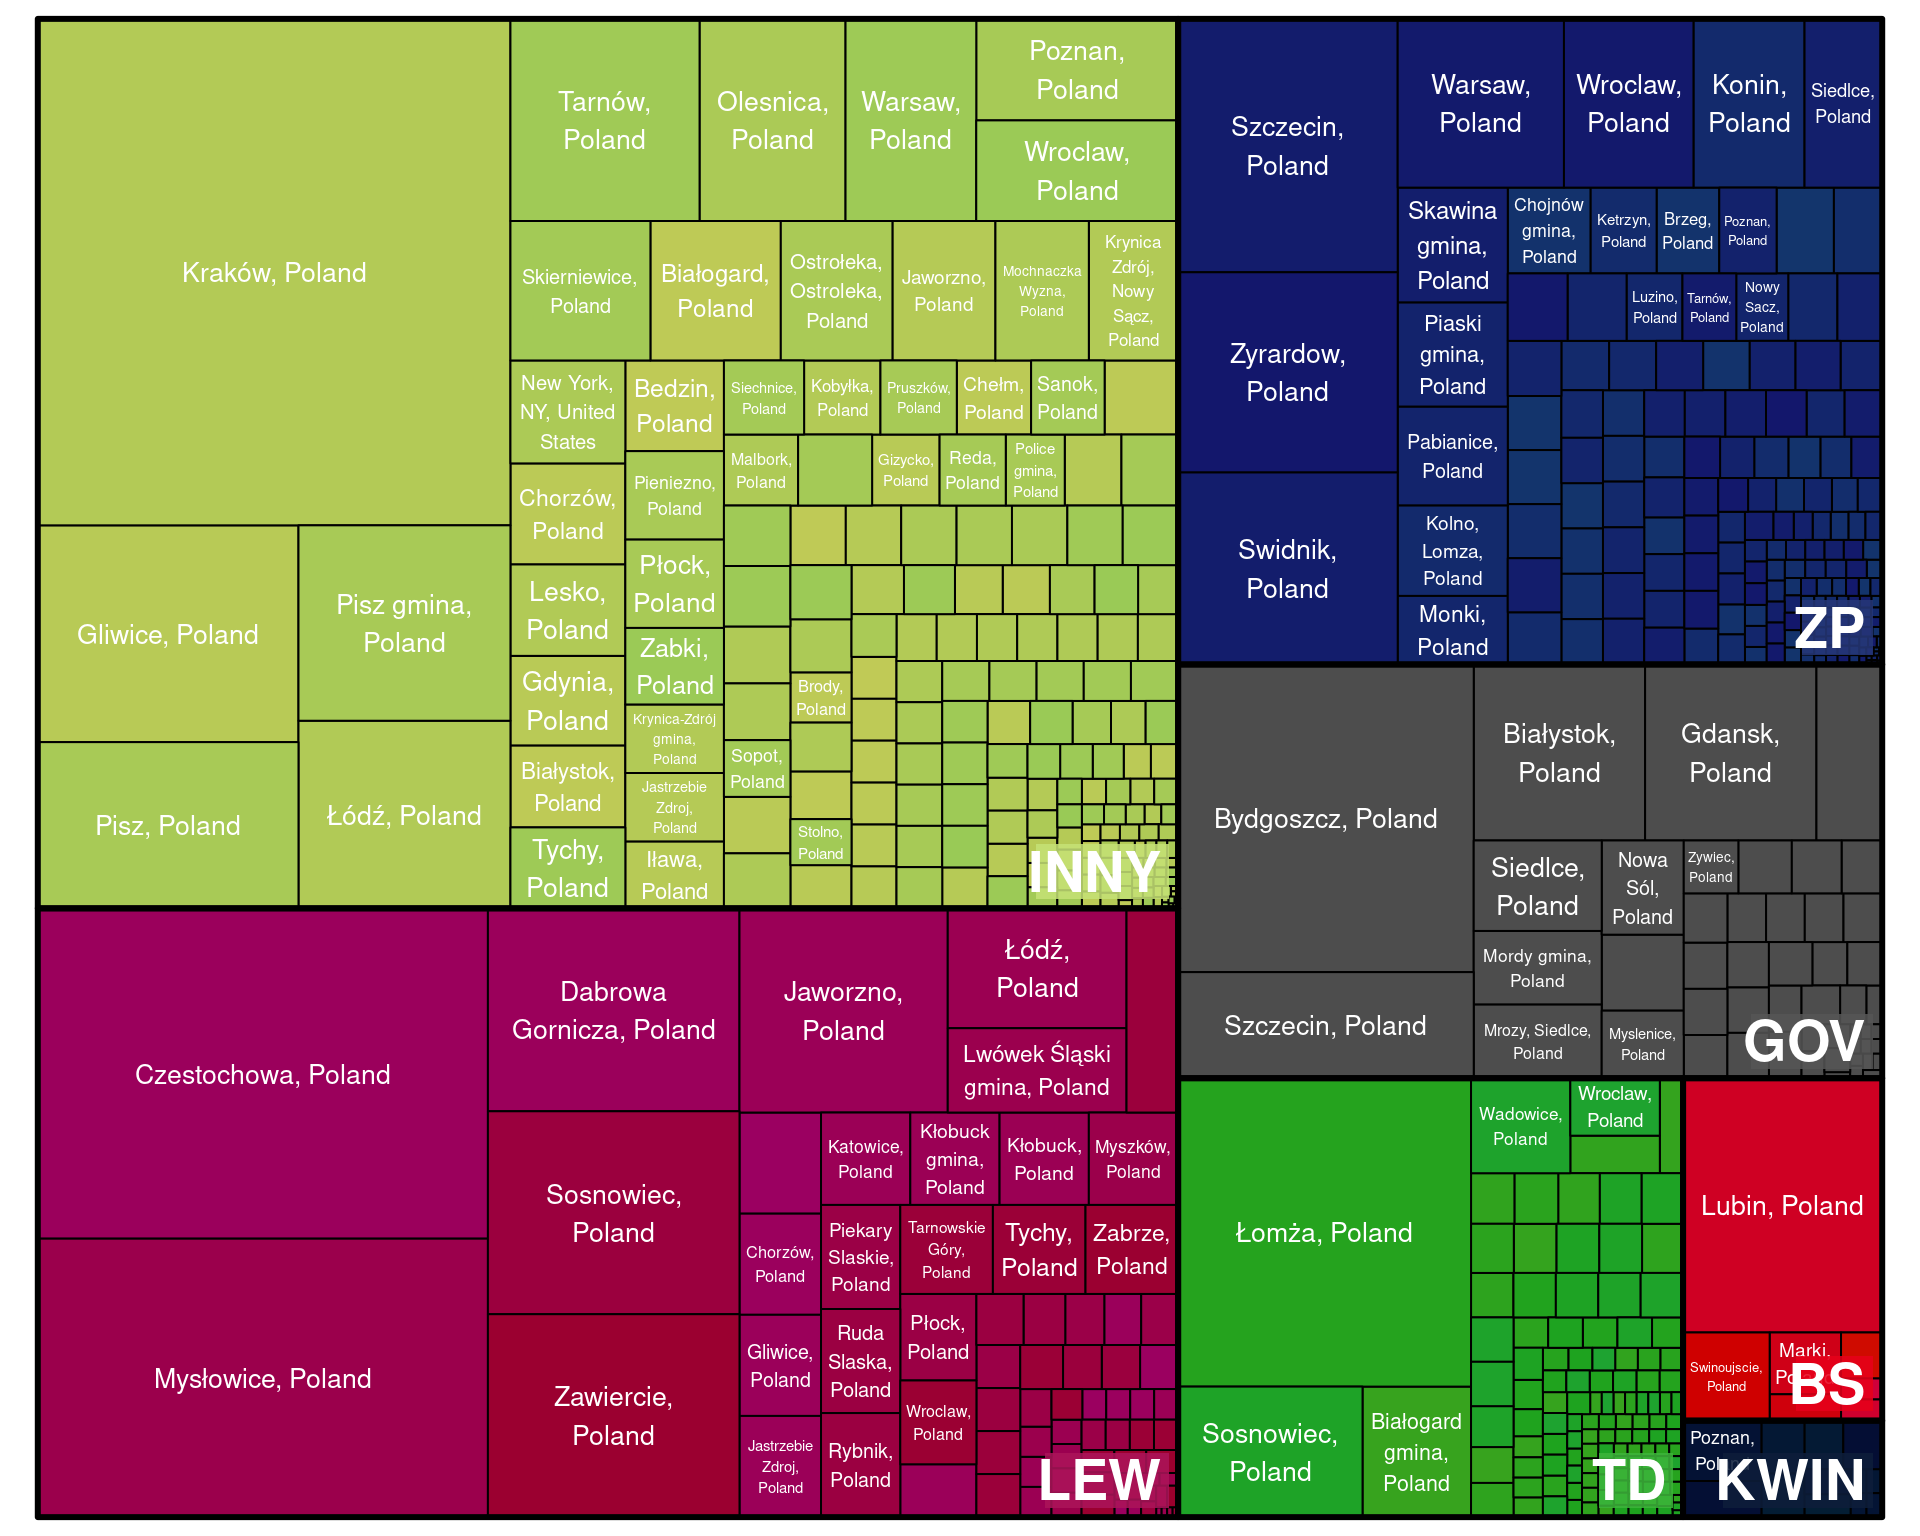 Kraków, Poland
Gliwice, Poland
Pisz gmina,
Poland
Pisz, Poland
Łódź, Poland
Tarnów,
Poland
Olesnica,
Poland
Warsaw,
Poland
Poznan,
Poland
Wroclaw,
Poland
Skierniewice,
Poland
Białogard,
Poland
Ostrołeka,
Ostroleka,
Poland
Jaworzno,
Poland
Mochnaczka
Wyzna,
Poland
Krynica
Zdrój,
Nowy
Sącz,
Poland
New York,
NY, United
States
Chorzów,
Poland
Lesko,
Poland
Gdynia,
Poland
Białystok,
Poland
Tychy,
Poland
Bedzin,
Poland
Pieniezno,
Poland
Płock,
Poland
Zabki,
Poland
Krynica-Zdrój
gmina,
Poland
Jastrzebie
Zdroj,
Poland
Iława,
Poland
Siechnice,
Poland
Kobyłka,
Poland
Pruszków,
Poland
Chełm,
Poland
Sanok,
Poland
Malbork,
Poland
Gizycko,
Poland
Reda,
Poland
Police
gmina,
Poland
Sopot,
Poland
Brody,
Poland
Stolno,
Poland
INNY
Czestochowa, Poland
Mysłowice, Poland
Dabrowa
Gornicza, Poland
Sosnowiec,
Poland
Zawiercie,
Poland
Jaworzno,
Poland
Łódź,
Poland
Lwówek Śląski
gmina, Poland
Chorzów,
Poland
Gliwice,
Poland
Jastrzebie
Zdroj,
Poland
Katowice,
Poland
Kłobuck
gmina,
Poland
Kłobuck,
Poland
Myszków,
Poland
Piekary
Slaskie,
Poland
Ruda
Slaska,
Poland
Rybnik,
Poland
Tarnowskie
Góry,
Poland
Tychy,
Poland
Zabrze,
Poland
Płock,
Poland
Wroclaw,
Poland
LEW
Szczecin,
Poland
Zyrardow,
Poland
Swidnik,
Poland
Warsaw,
Poland
Wroclaw,
Poland
Konin,
Poland
Siedlce,
Poland
Skawina
gmina,
Poland
Piaski
gmina,
Poland
Pabianice,
Poland
Kolno,
Lomza,
Poland
Monki,
Poland
Chojnów
gmina,
Poland
Ketrzyn,
Poland
Brzeg,
Poland
Poznan,
Poland
Luzino,
Poland
Tarnów,
Poland
Nowy
Sacz,
Poland
ZP
Bydgoszcz, Poland
Szczecin, Poland
Białystok,
Poland
Gdansk,
Poland
Siedlce,
Poland
Mordy gmina,
Poland
Mrozy, Siedlce,
Poland
Nowa
Sól,
Poland
Myslenice,
Poland
Zywiec,
Poland
GOV
Łomża, Poland
Sosnowiec,
Poland
Białogard
gmina,
Poland
Wadowice,
Poland
Wroclaw,
Poland
TD
Lubin, Poland
Swinoujscie,
Poland
Marki,
BS
Poznan,
KWIN